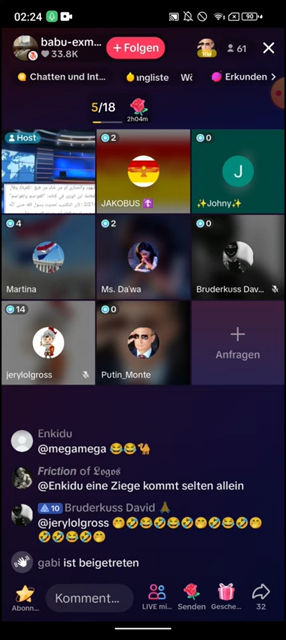 02:24
90
babu-exm...
33.8K
+ Folgen
61
Chatten und Int...
ngliste
Erkunden >
5/18
2h04m
Host
2
JAKOBUS
0
J
✨Johny✨
4
Martina
2
Ms. Da'wa
0
Bruderkuss Dav...
14
jerylolgross
0
Putin_Monte
+
Anfragen
Enkidu
@megamega 😂😂🐪
Friction of 𝔏𝔬𝔤𝔬𝔰
@Enkidu eine Ziege kommt selten allein
10 Bruderkuss David 🙏
@jerylolgross 🤭🤣😂🤣😂🤣🤭🤣😂🤣🤭
🤣🤣😂🤣🤭
gabi ist beigetreten
Abonn...
Komment...
LIVE mi...
Senden
Gesche...
32